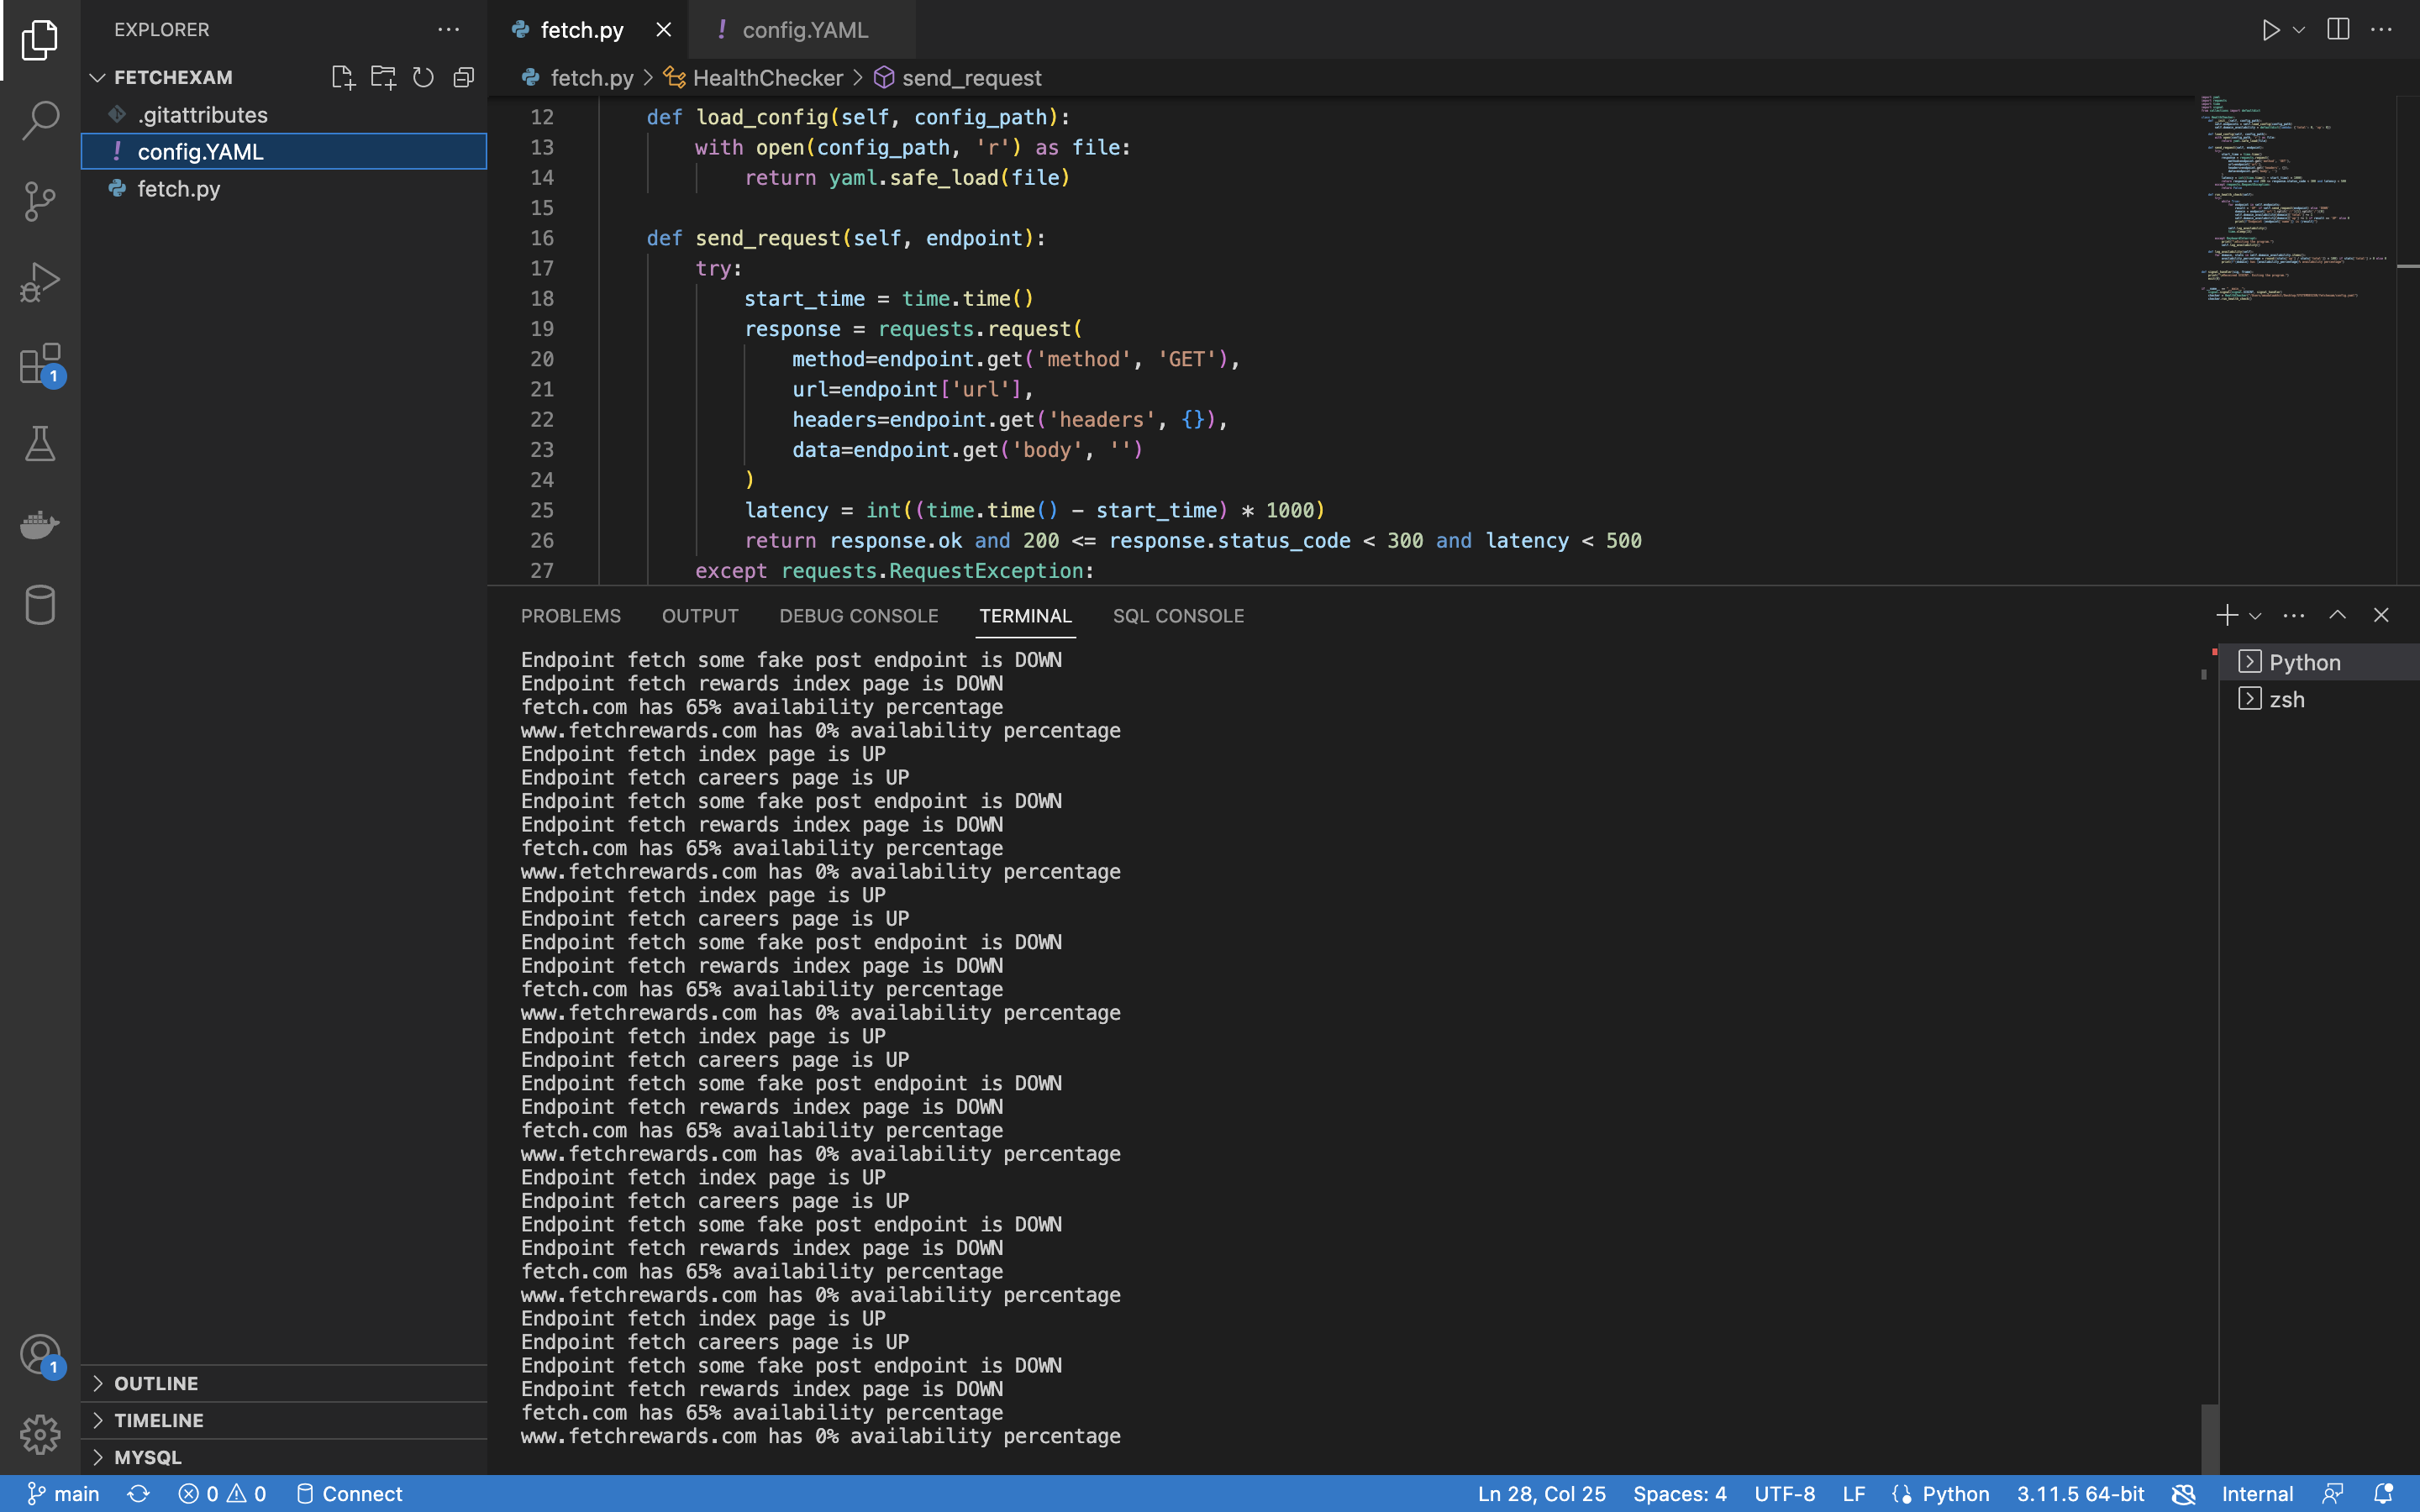 EXPLORER
FETCHEXAM
.gitattributes
! config.YAML
fetch.py
OUTLINE
TIMELINE
MYSQL
1
1
fetch.py
! config.YAML
fetch.py > HealthChecker > send_request
12 def load_config(self, config_path):
13 with open(config_path, 'r') as file:
14 return yaml.safe_load(file)
15
16 def send_request(self, endpoint):
17 try:
18 start_time = time.time()
19 response = requests.request(
20 method=endpoint.get('method', 'GET'),
21 url=endpoint['url'],
22 headers=endpoint.get('headers', {}),
23 data=endpoint.get('body', '')
24 )
25 latency = int((time.time() - start_time) * 1000)
26 return response.ok and 200 <= response.status_code < 300 and latency < 500
27 except requests.RequestException:
PROBLEMS OUTPUT DEBUG CONSOLE TERMINAL SQL CONSOLE
Endpoint fetch some fake post endpoint is DOWN
Endpoint fetch rewards index page is DOWN
fetch.com has 65% availability percentage
www.fetchrewards.com has 0% availability percentage
Endpoint fetch index page is UP
Endpoint fetch careers page is UP
Endpoint fetch some fake post endpoint is DOWN
Endpoint fetch rewards index page is DOWN
fetch.com has 65% availability percentage
www.fetchrewards.com has 0% availability percentage
Endpoint fetch index page is UP
Endpoint fetch careers page is UP
Endpoint fetch some fake post endpoint is DOWN
Endpoint fetch rewards index page is DOWN
fetch.com has 65% availability percentage
www.fetchrewards.com has 0% availability percentage
Endpoint fetch index page is UP
Endpoint fetch careers page is UP
Endpoint fetch some fake post endpoint is DOWN
Endpoint fetch rewards index page is DOWN
fetch.com has 65% availability percentage
www.fetchrewards.com has 0% availability percentage
Endpoint fetch index page is UP
Endpoint fetch careers page is UP
Endpoint fetch some fake post endpoint is DOWN
Endpoint fetch rewards index page is DOWN
fetch.com has 65% availability percentage
www.fetchrewards.com has 0% availability percentage
Endpoint fetch index page is UP
Endpoint fetch careers page is UP
Endpoint fetch some fake post endpoint is DOWN
Endpoint fetch rewards index page is DOWN
fetch.com has 65% availability percentage
www.fetchrewards.com has 0% availability percentage
Python
zsh
main 0 0 Connect Ln 28, Col 25 Spaces: 4 UTF-8 LF Python 3.11.5 64-bit Internal